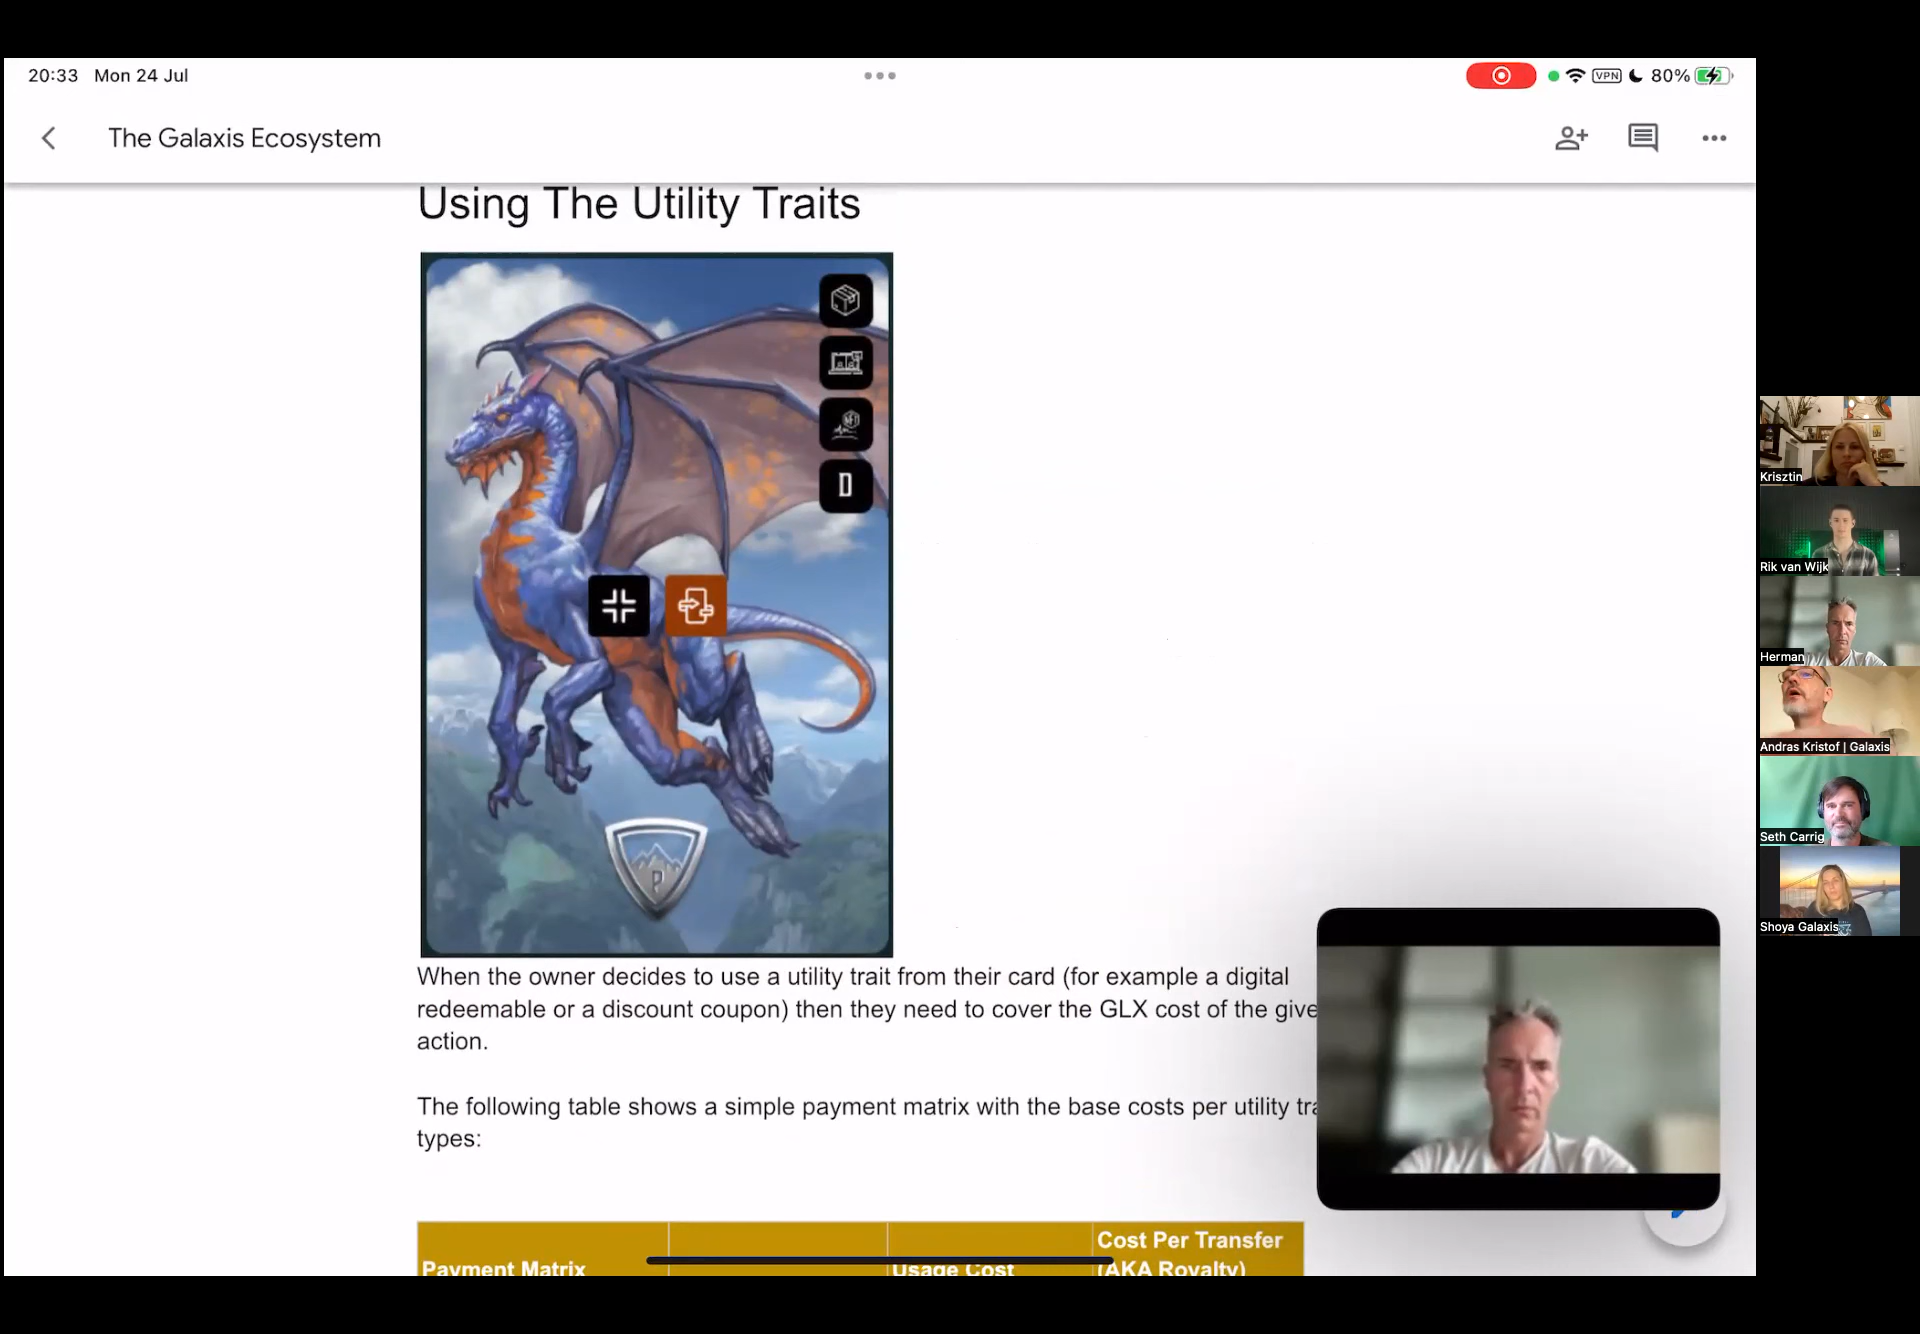 20:33 Mon 24 Jul
VPN 80%
The Galaxis Ecosystem
Using The Utility Traits
D
P
When the owner decides to use a utility trait from their card (for example a digital
redeemable or a discount coupon) then they need to cover the GLX cost of the give
action.
The following table shows a simple payment matrix with the base costs per utility tra
types:
Cost Per Transfer
Payment Matrix Usage Cost (AKA Royalty)
Krisztin
Rik van Wijk
Herman
Andras Kristof | Galaxis
Seth Carrig
Shoya Galaxis